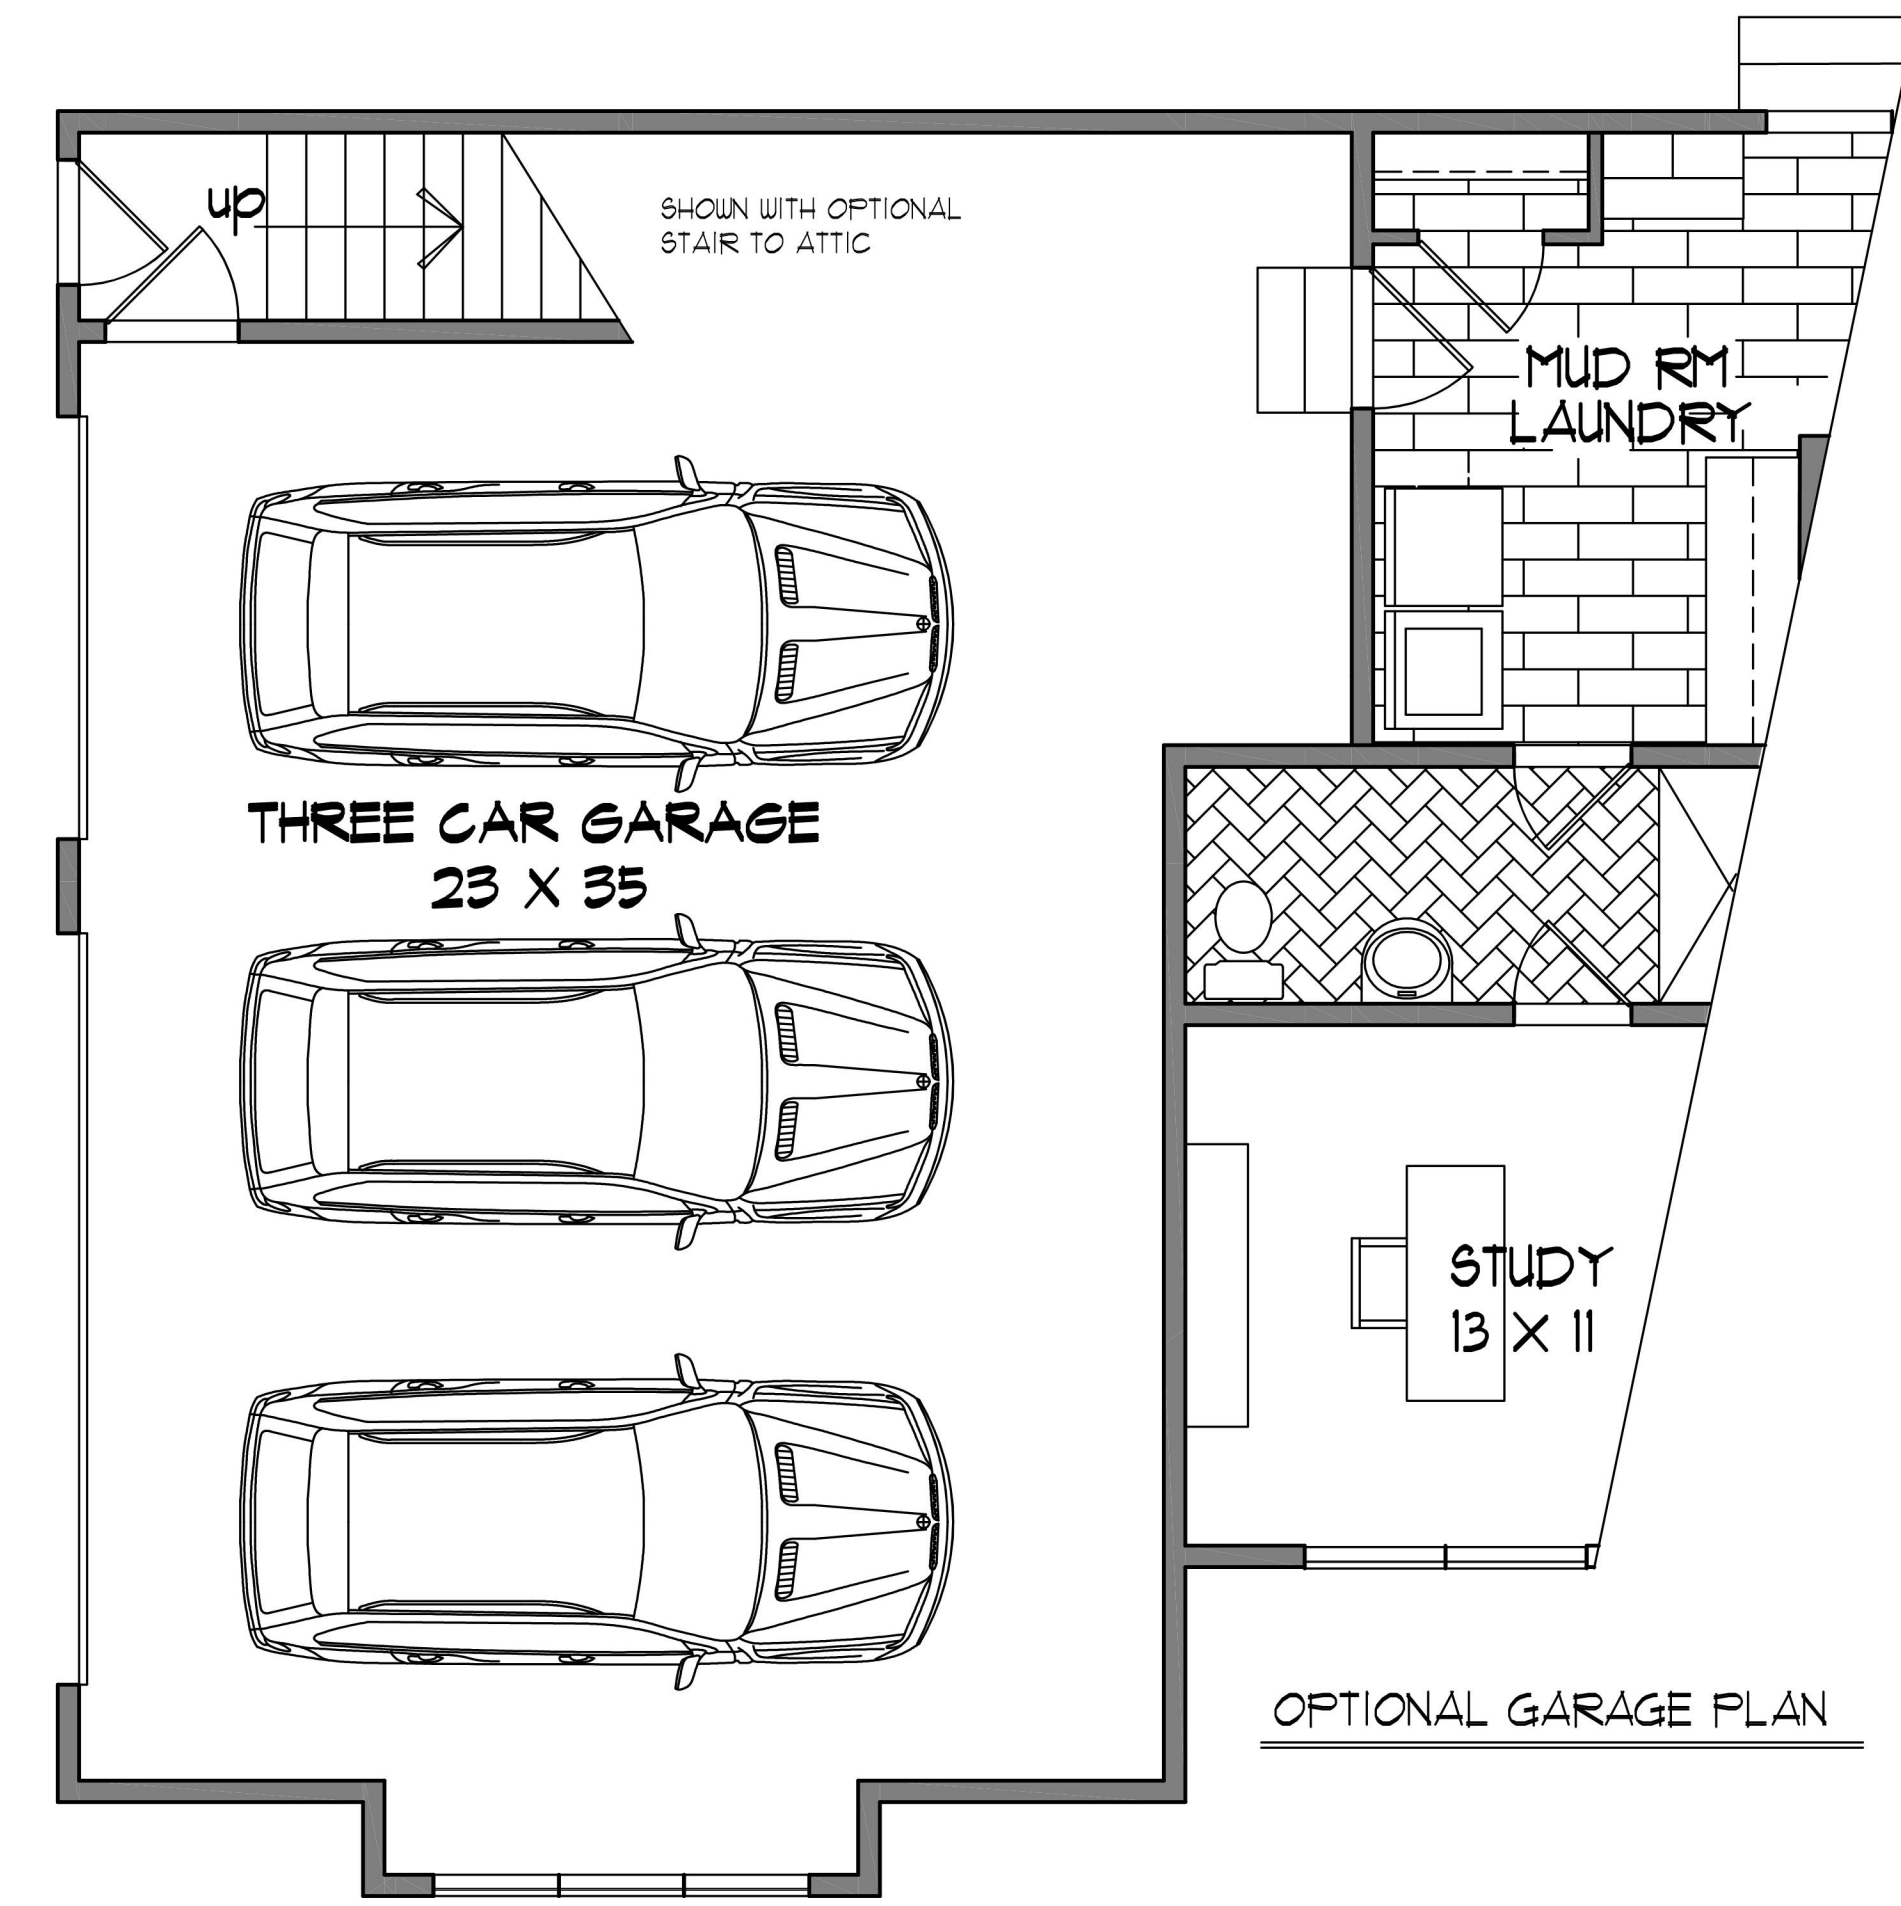 up
SHOWN WITH OPTIONAL
STAIR TO ATTIC
MUD RM
LAUNDRY
THREE CAR GARAGE
23 X 35
STUDY
13 X 11
OPTIONAL GARAGE PLAN